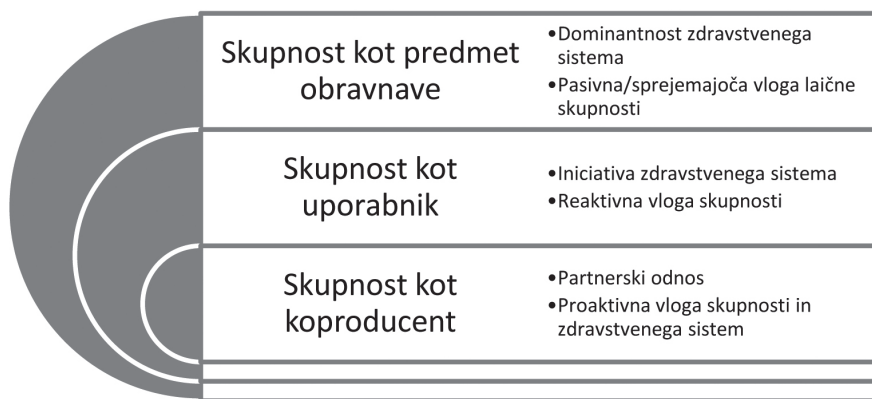 Skupnost kot predmet
obravnave
•Dominantnost zdravstvenega
sistema
•Pasivna/sprejemajoča vloga laične
skupnosti
Skupnost kot
uporabnik
•Iniciativa zdravstvenega sistema
•Reaktivna vloga skupnosti
Skupnost kot
koproducent
•Partnerski odnos
•Proaktivna vloga skupnosti in
zdravstvenega sistem